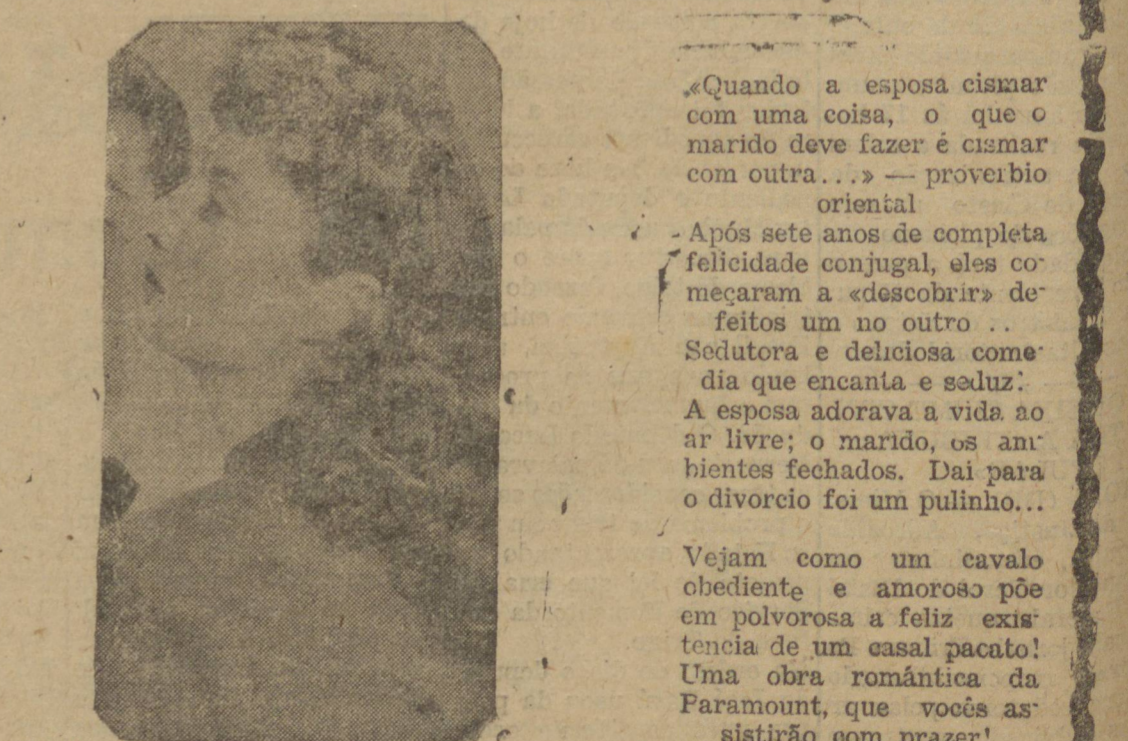 «Quando a esposa cismar
com uma coisa, o que o
marido deve fazer é cismar
com outra...» — proverbio
oriental
Após sete anos de completa
felicidade conjugal, eles co-
meçaram a «descobrir» de-
feitos um no outro ..
Sedutora e deliciosa come-
dia que encanta e seduz!
A esposa adorava a vida ao
ar livre; o marido, os am-
bientes fechados. Dai para
o divorcio foi um pulinho...
Vejam como um cavalo
obediente e amoroso põe
em polvorosa a feliz exis-
tencia de um casal pacato!
Uma obra romântica da
Paramount, que vocês as-
sistirão com prazer!